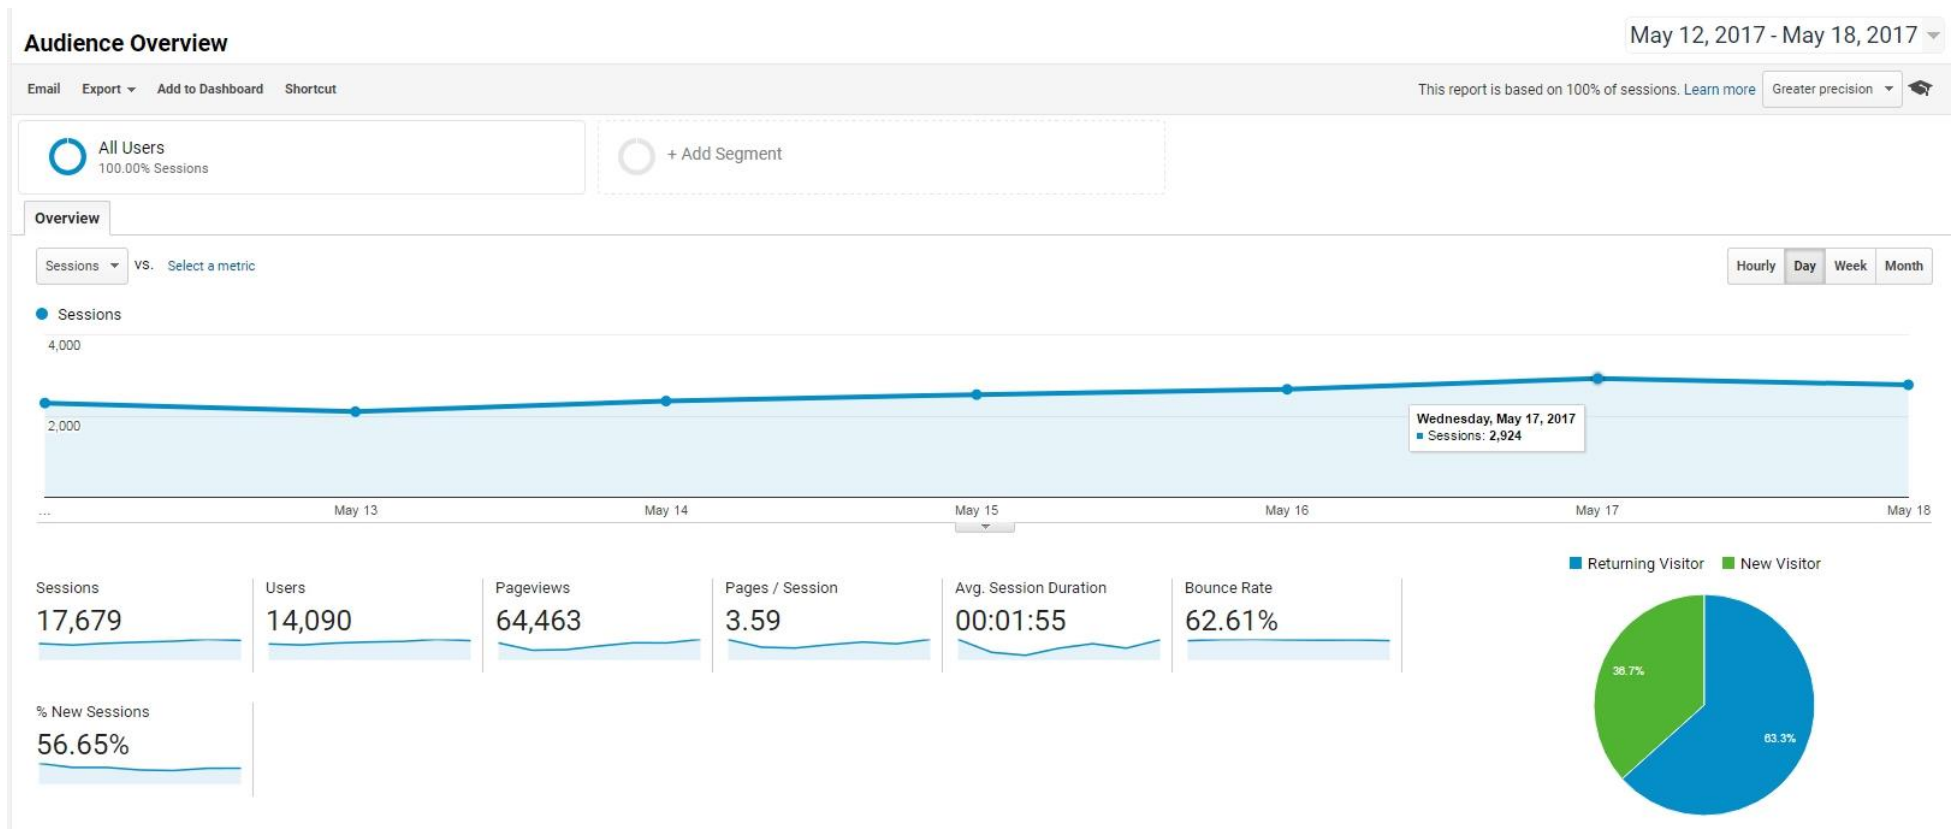 Audience Overview
May 12, 2017 - May 18, 2017
Email Export Add to Dashboard Shortcut
This report is based on 100% of sessions. Learn more Greater precision
All Users
100.00% Sessions
+ Add Segment
Overview
Sessions VS. Select a metric
Hourly Day Week Month
Sessions
4,000
2,000
Wednesday, May 17, 2017
Sessions: 2,924
... May 13 May 14 May 15 May 16 May 17 May 18
Returning Visitor New Visitor
Sessions Users Pageviews Pages / Session Avg. Session Duration Bounce Rate
17,679 14,090 64,463 3.59 00:01:55 62.61%
36.7%
63.3%
% New Sessions
56.65%